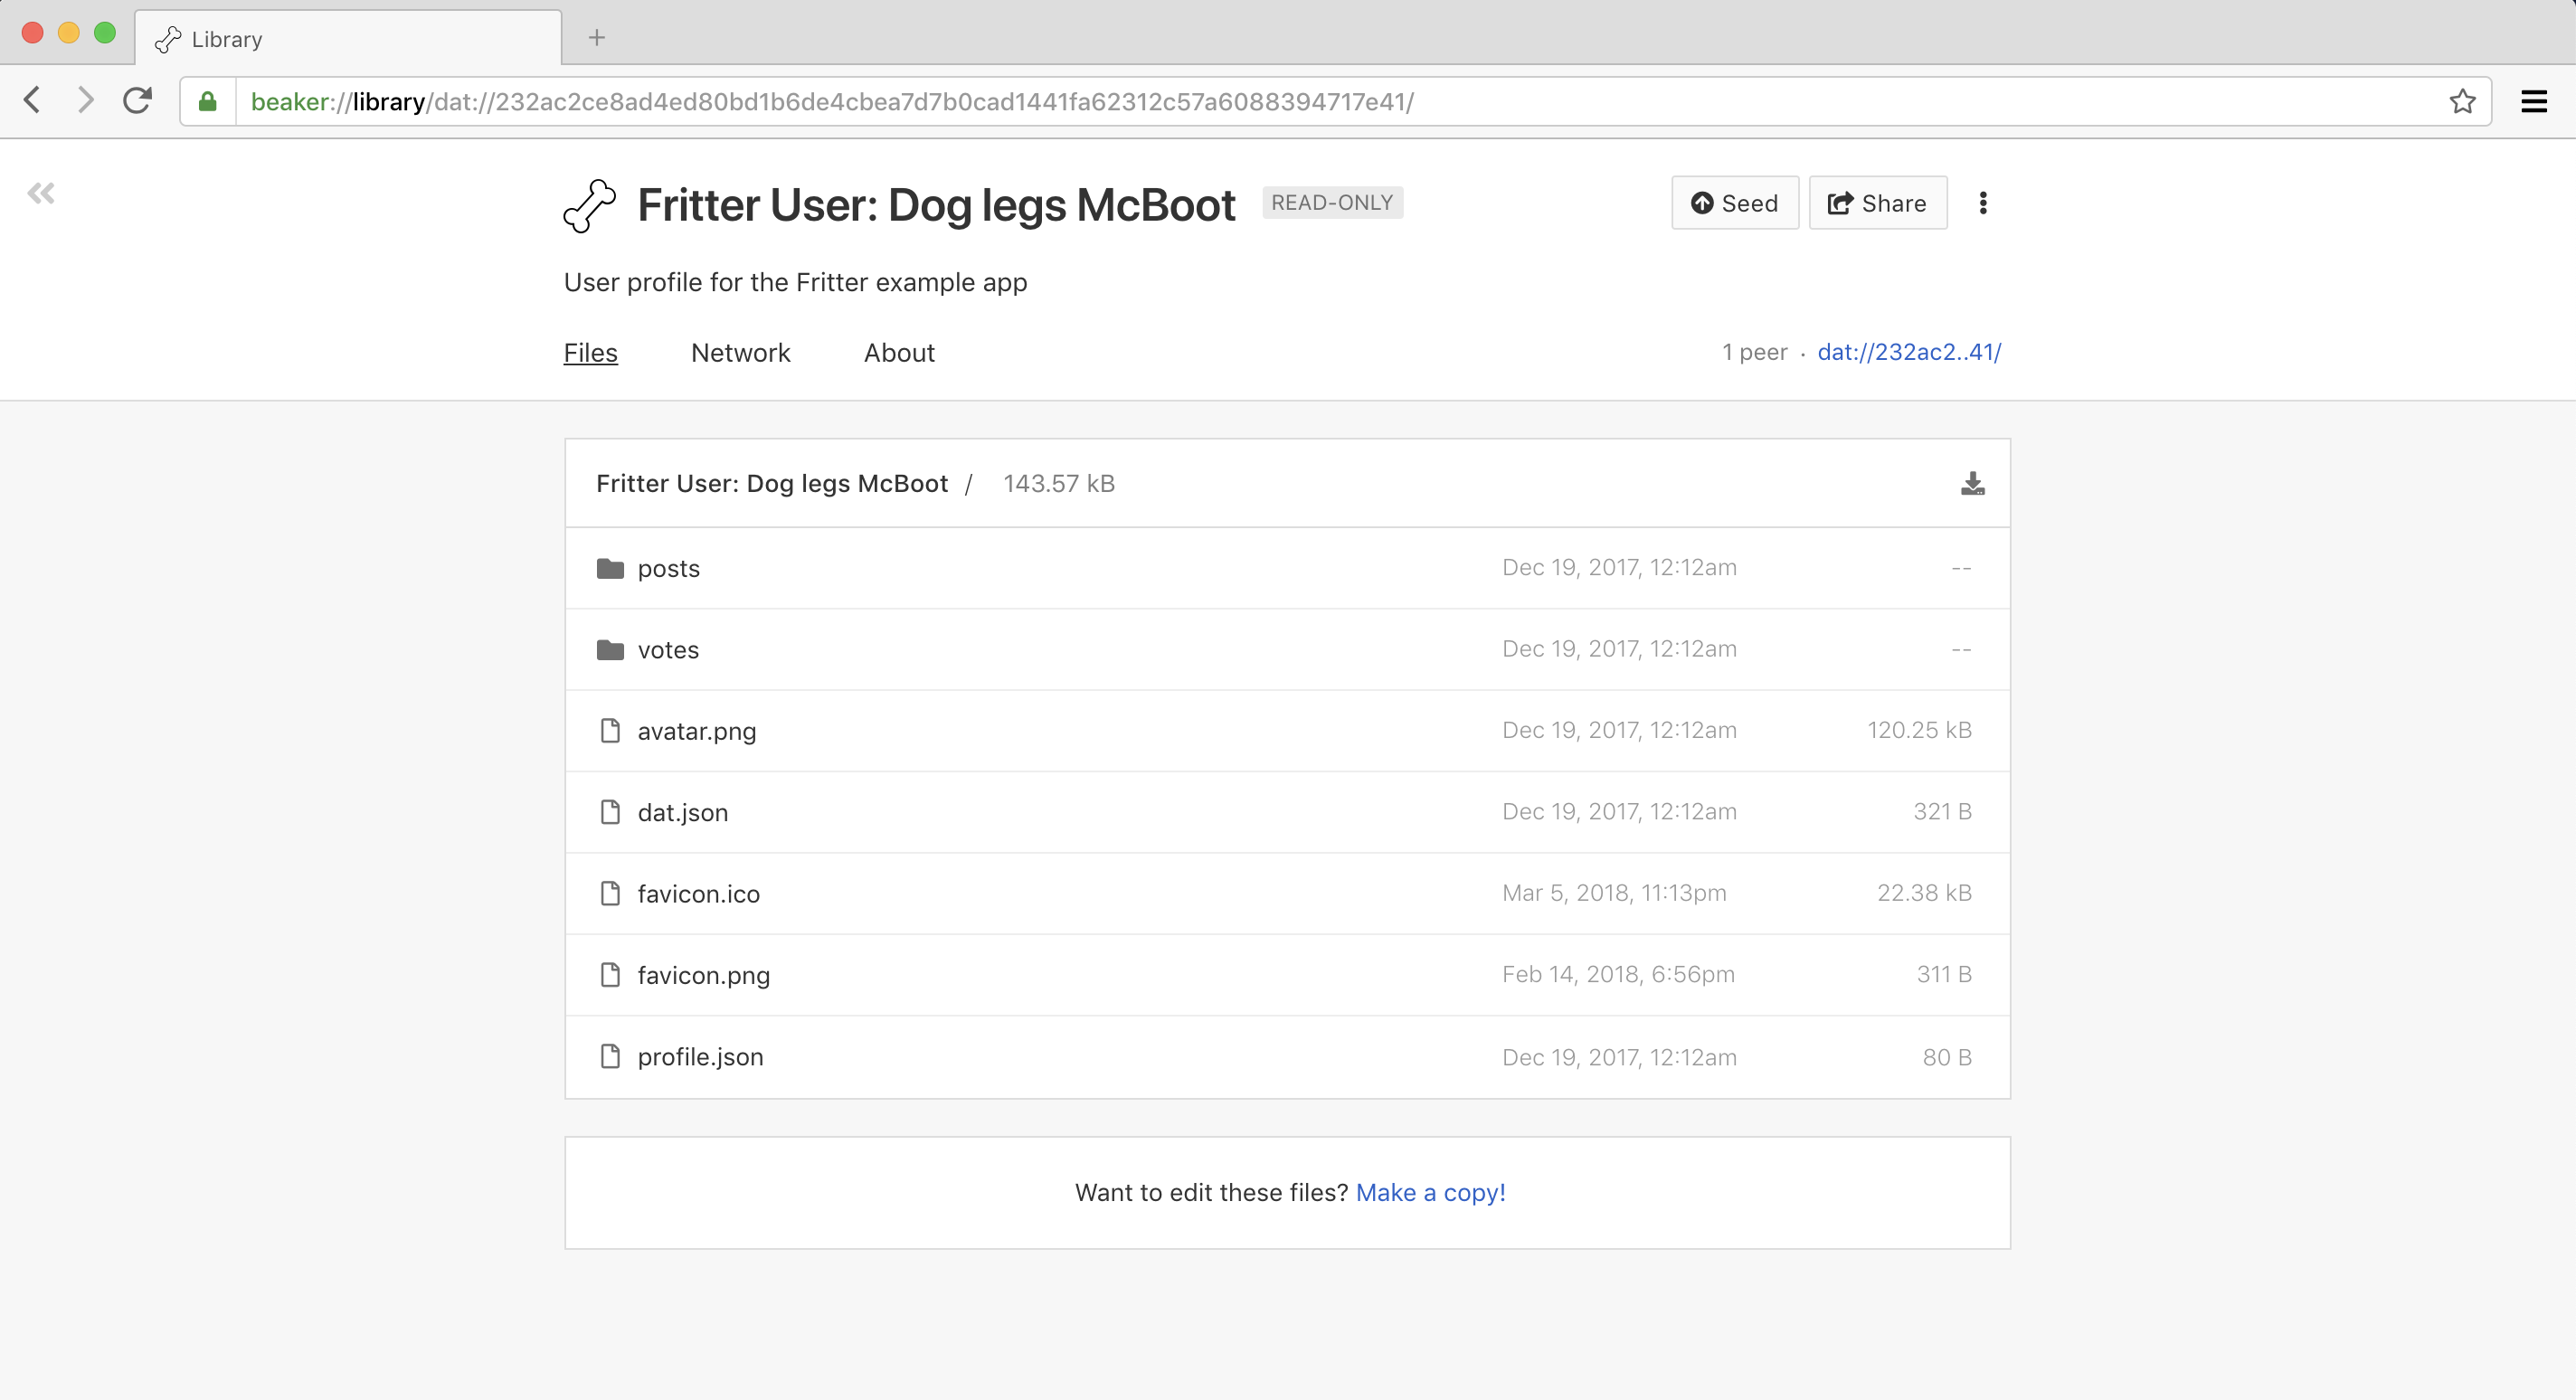 Library
beaker://library/dat://232ac2ce8ad4ed80bd1b6de4cbea7d7b0cad1441fa62312c57a6088394717e41/
Fritter User: Dog legs McBoot READ-ONLY Seed Share
User profile for the Fritter example app
Files Network About 1 peer · dat://232ac2..41/
Fritter User: Dog legs McBoot / 143.57 kB
posts Dec 19, 2017, 12:12am --
votes Dec 19, 2017, 12:12am --
avatar.png Dec 19, 2017, 12:12am 120.25 kB
dat.json Dec 19, 2017, 12:12am 321 B
favicon.ico Mar 5, 2018, 11:13pm 22.38 kB
favicon.png Feb 14, 2018, 6:56pm 311 B
profile.json Dec 19, 2017, 12:12am 80 B
Want to edit these files? Make a copy!